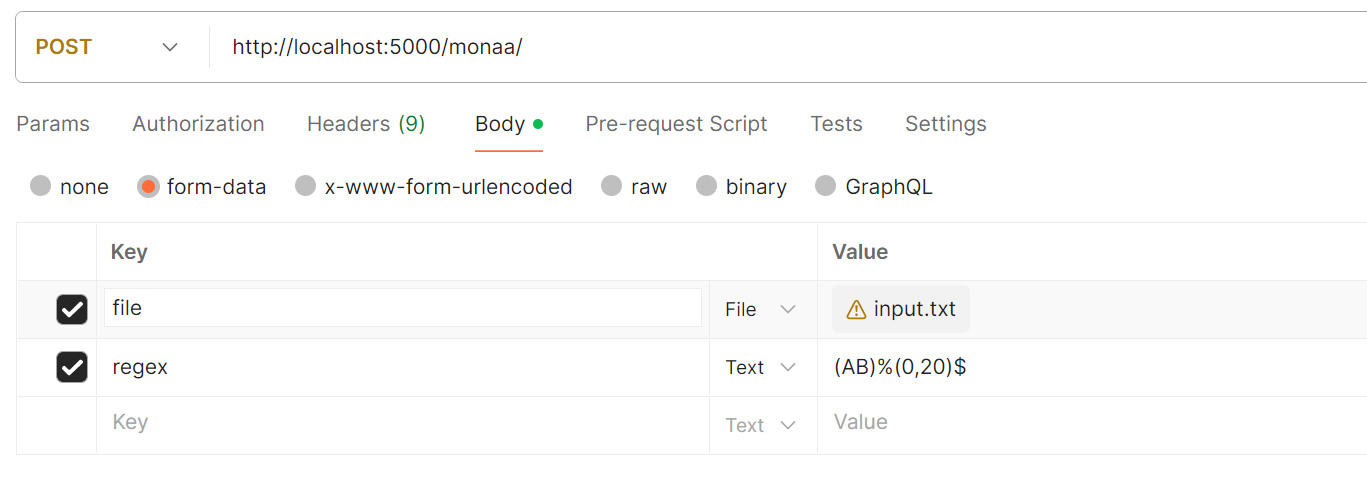 POST http://localhost:5000/monaa/
Params Authorization Headers (9) Body Pre-request Script Tests Settings
none form-data x-www-form-urlencoded raw binary GraphQL
Key Value
file File input.txt
regex Text (AB)%(0,20)$
Key Text Value